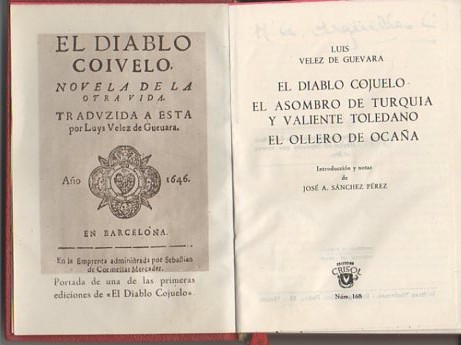 EL DIABLO
COIVELO,
NOVELA DE LA
OTRA VIDA.
TRADVZIDA A ESTA
por Luys Velez de Gueuara.
Año 1646.
EN BARCELONA.
En la Emprenta administrada por Sebastian
de Cormellas Mercader.
Portada de una de las primeras
ediciones de «El Diablo Cojuelo».
LUIS
VELEZ DE GUEVARA
EL DIABLO COJUELO
EL ASOMBRO DE TURQUIA
Y VALIENTE TOLEDANO
EL OLLERO DE OCAÑA
Introducción y notas
de
JOSÉ A. SÁNCHEZ PÉREZ
CRISOL
Núm. 168